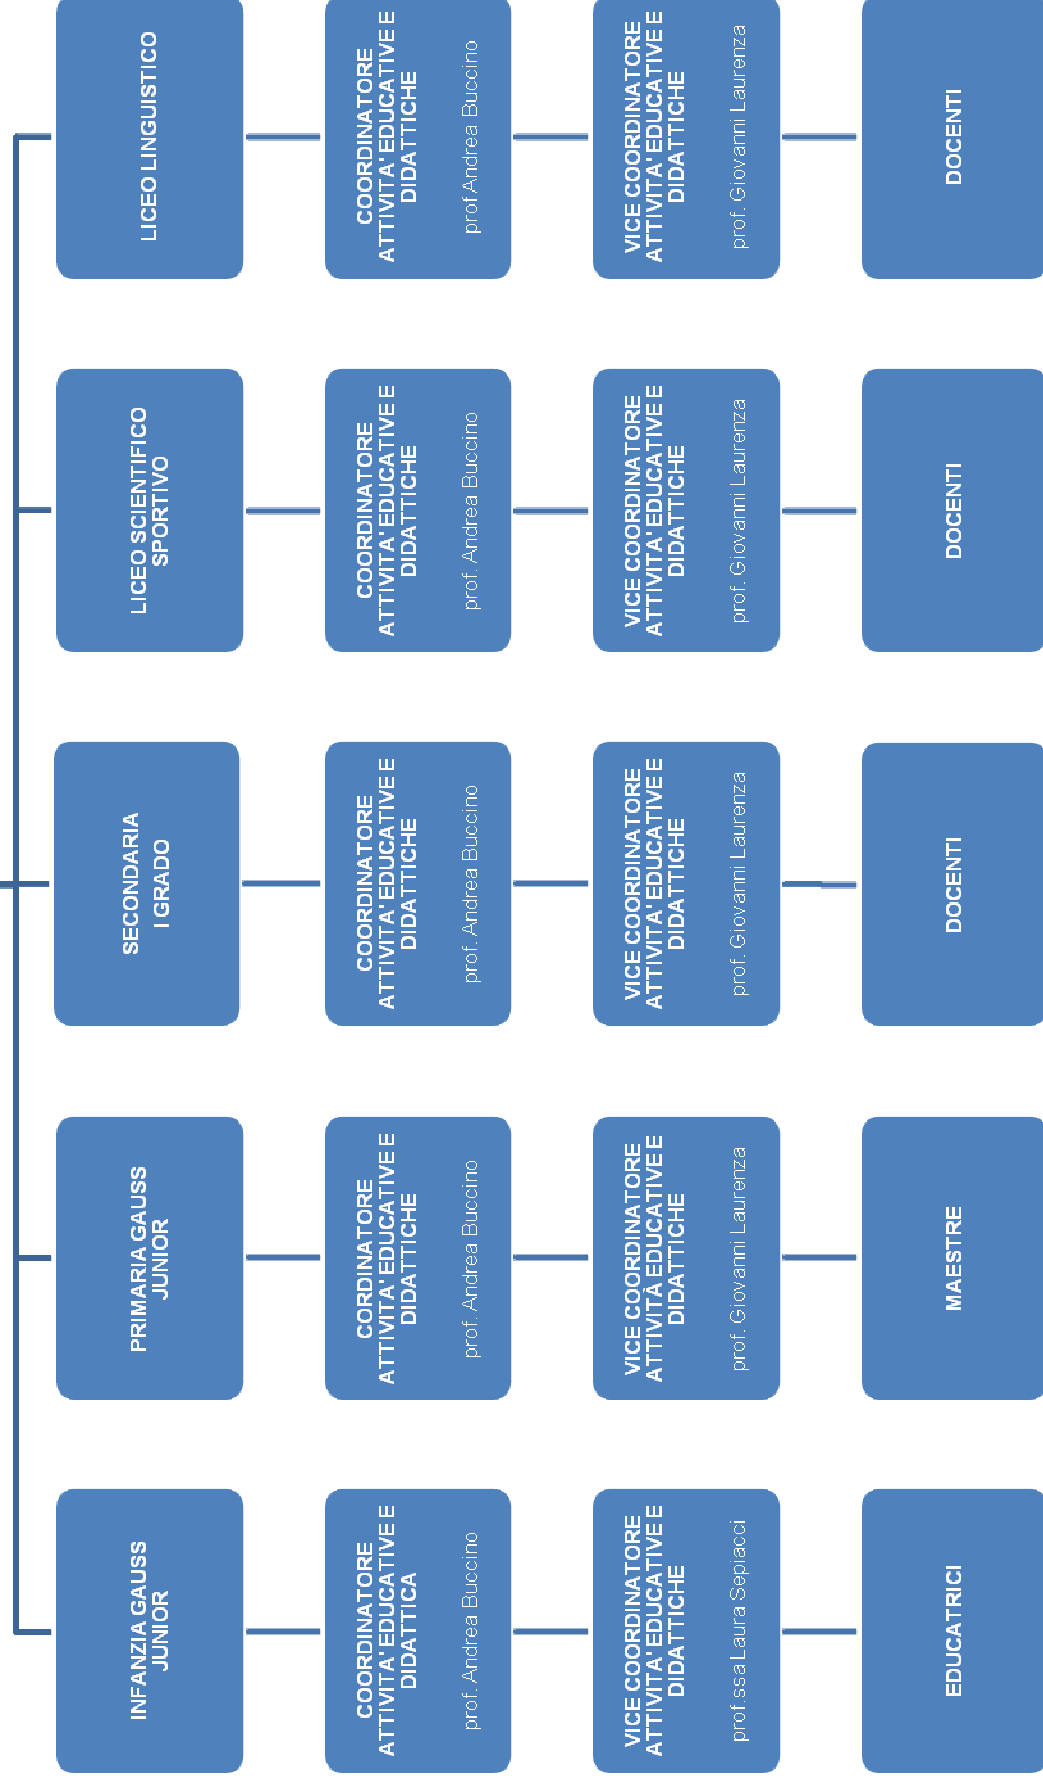 INFANZIA GAUSS
JUNIOR
COORDINATORE
ATTIVITA' EDUCATIVE E
DIDATTICA
prof. Andrea Buccino
VICE COORDINATORE
ATTIVITA' EDUCATIVE E
DIDATTICHE
prof.ssa Laura Sepiacci
EDUCATRICI
PRIMARIA GAUSS
JUNIOR
CORDINATORE
ATTIVITA' EDUCATIVE E
DIDATTICHE
prof. Andrea Buccino
VICE COORDINATORE
ATTIVITÀ EDUCATIVE E
DIDATTICHE
prof. Giovanni Laurenza
MAESTRE
SECONDARIA
I GRADO
COORDINATORE
ATTIVITA' EDUCATIVE E
DIDATTICHE
prof. Andrea Buccino
VICE COORDINATORE
ATTIVITA' EDUCATIVE E
DIDATTICHE
prof. Giovanni Laurenza
DOCENTI
LICEO SCIENTIFICO
SPORTIVO
COORDINATORE
ATTIVITA' EDUCATIVE E
DIDATTICHE
prof. Andrea Buccino
VICE COORDINATORE
ATTIVITA' EDUCATIVE E
DIDATTICHE
prof. Giovanni Laurenza
DOCENTI
LICEO LINGUISTICO
COORDINATORE
ATTIVITA' EDUCATIVE E
DIDATTICHE
prof Andrea Buccino
VICE COORDINATORE
ATTIVITA' EDUCATIVE E
DIDATTICHE
prof. Giovanni Laurenza
DOCENTI